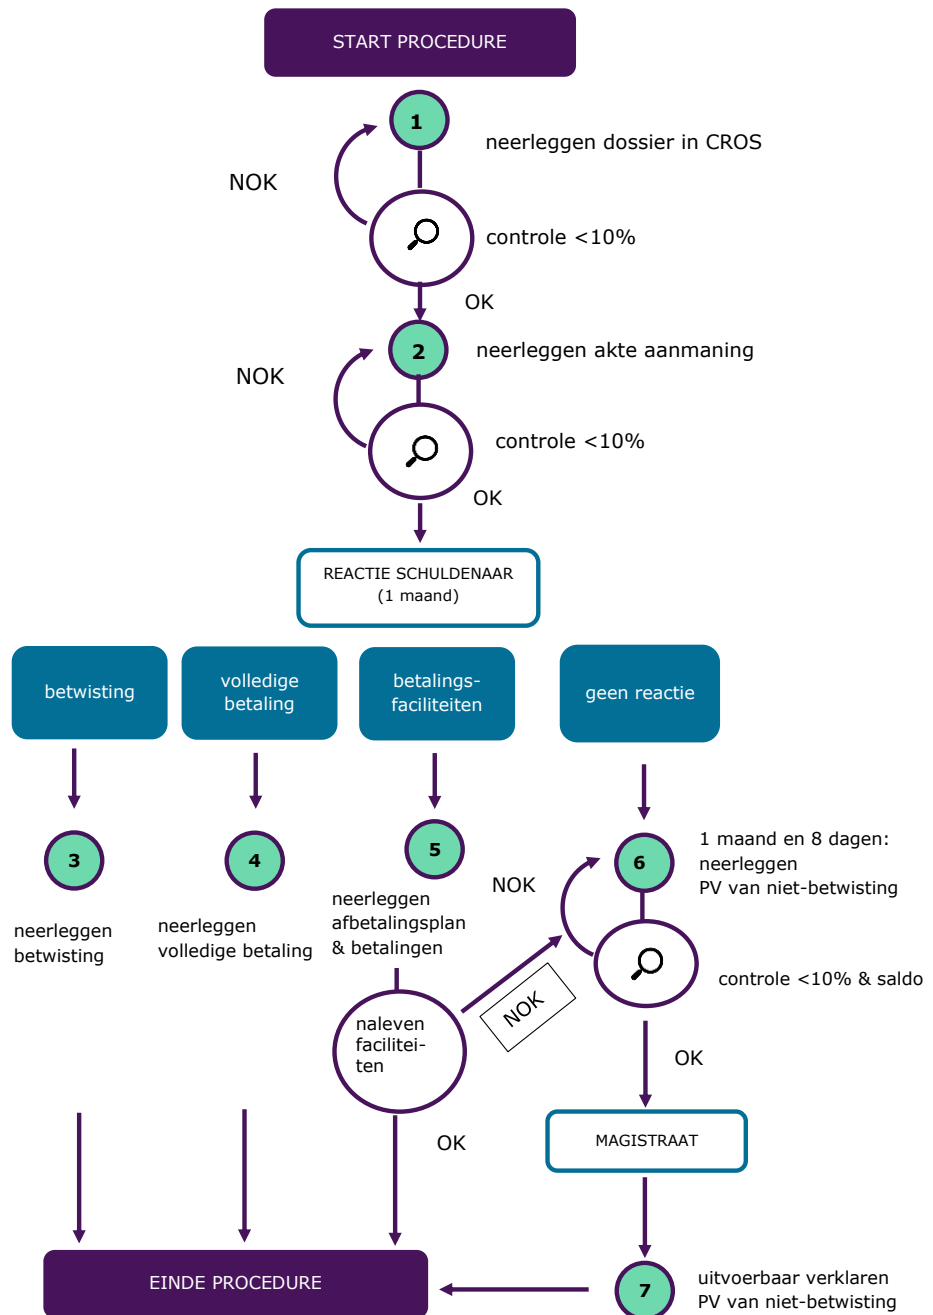 START PROCEDURE
1
neerleggen dossier in CROS
NOK
controle <10%
OK
2
neerleggen akte aanmaning
NOK
controle <10%
OK
REACTIE SCHULDENAAR
(1 maand)
betwisting
volledige
betaling
betalings-
faciliteiten
geen reactie
3
neerleggen
betwisting
4
neerleggen
volledige betaling
5
neerleggen
afbetalingsplan
& betalingen
6
1 maand en 8 dagen:
neerleggen
PV van niet-betwisting
NOK
controle <10% & saldo
NOK
naleven
facilitei-
ten
OK
OK
MAGISTRAAT
7
uitvoerbaar verklaren
PV van niet-betwisting
EINDE PROCEDURE